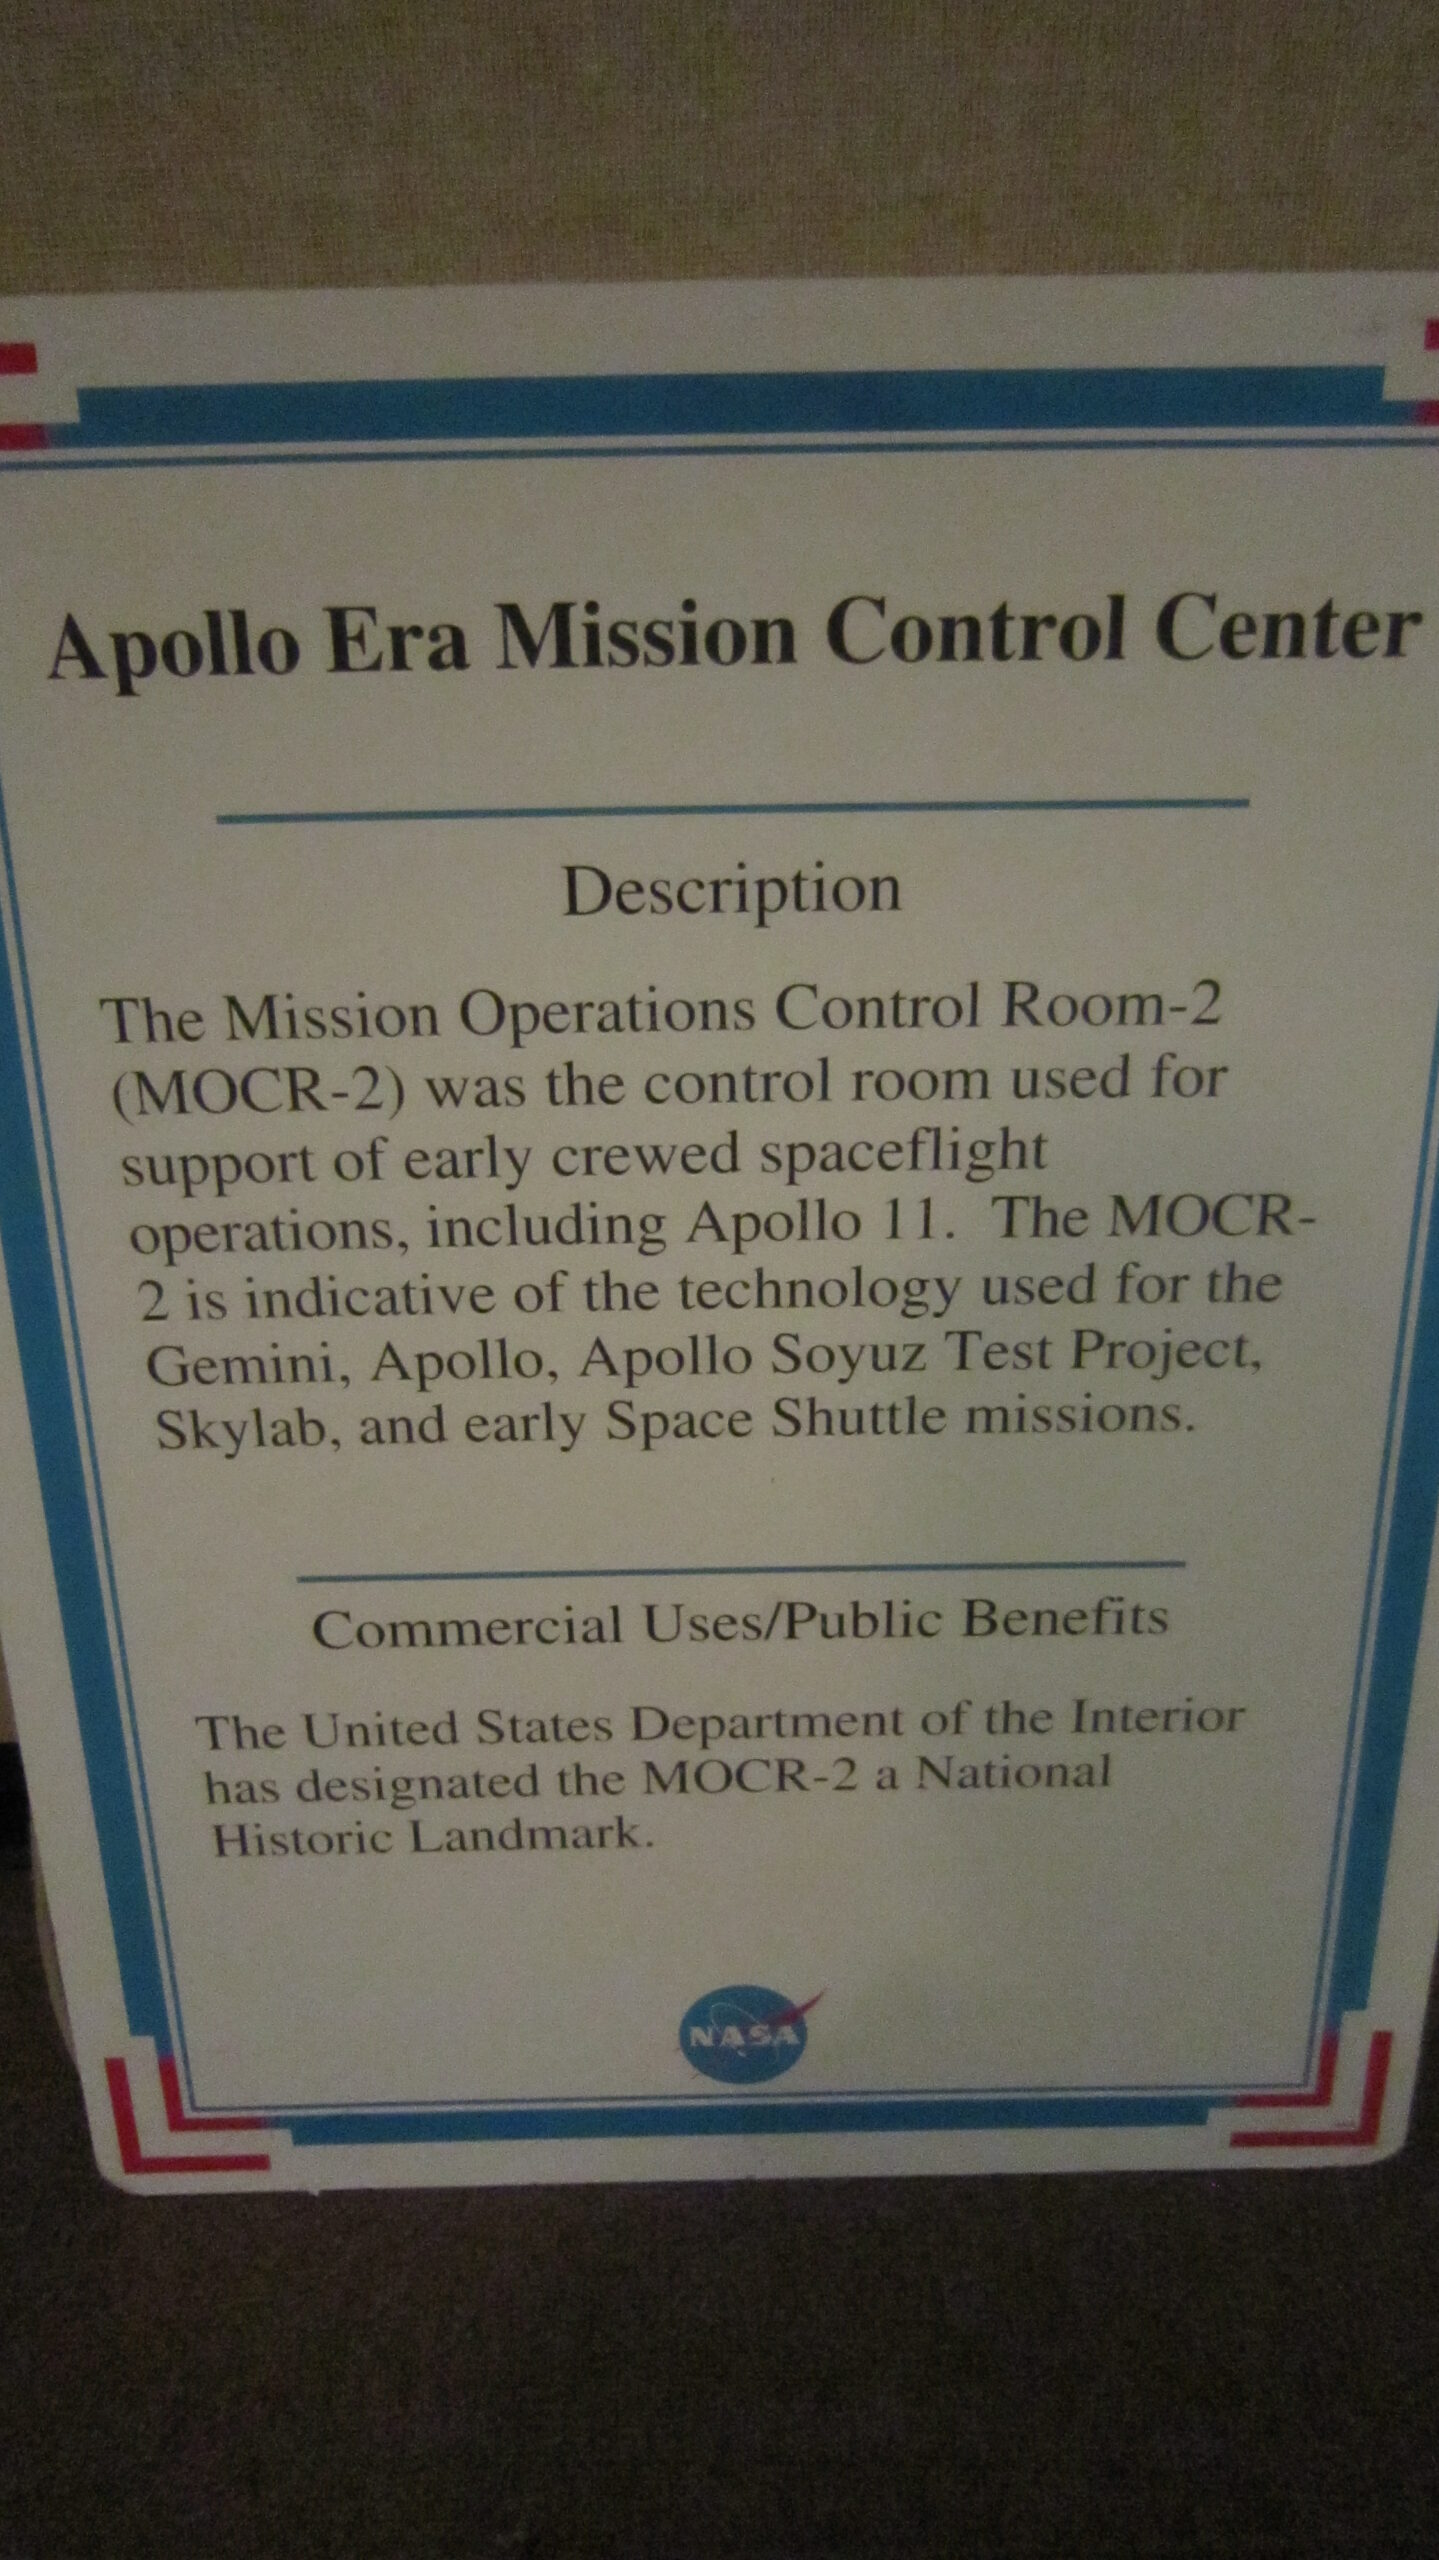 Apollo Era Mission Control Center
Description
The Mission Operations Control Room-2
(MOCR-2) was the control room used for
support of early crewed spaceflight
operations, including Apollo 11. The MOCR-
2 is indicative of the technology used for the
Gemini, Apollo, Apollo Soyuz Test Project,
Skylab, and early Space Shuttle missions.
Commercial Uses/Public Benefits
The United States Department of the Interior
has designated the MOCR-2 a National
Historic Landmark.
NASA